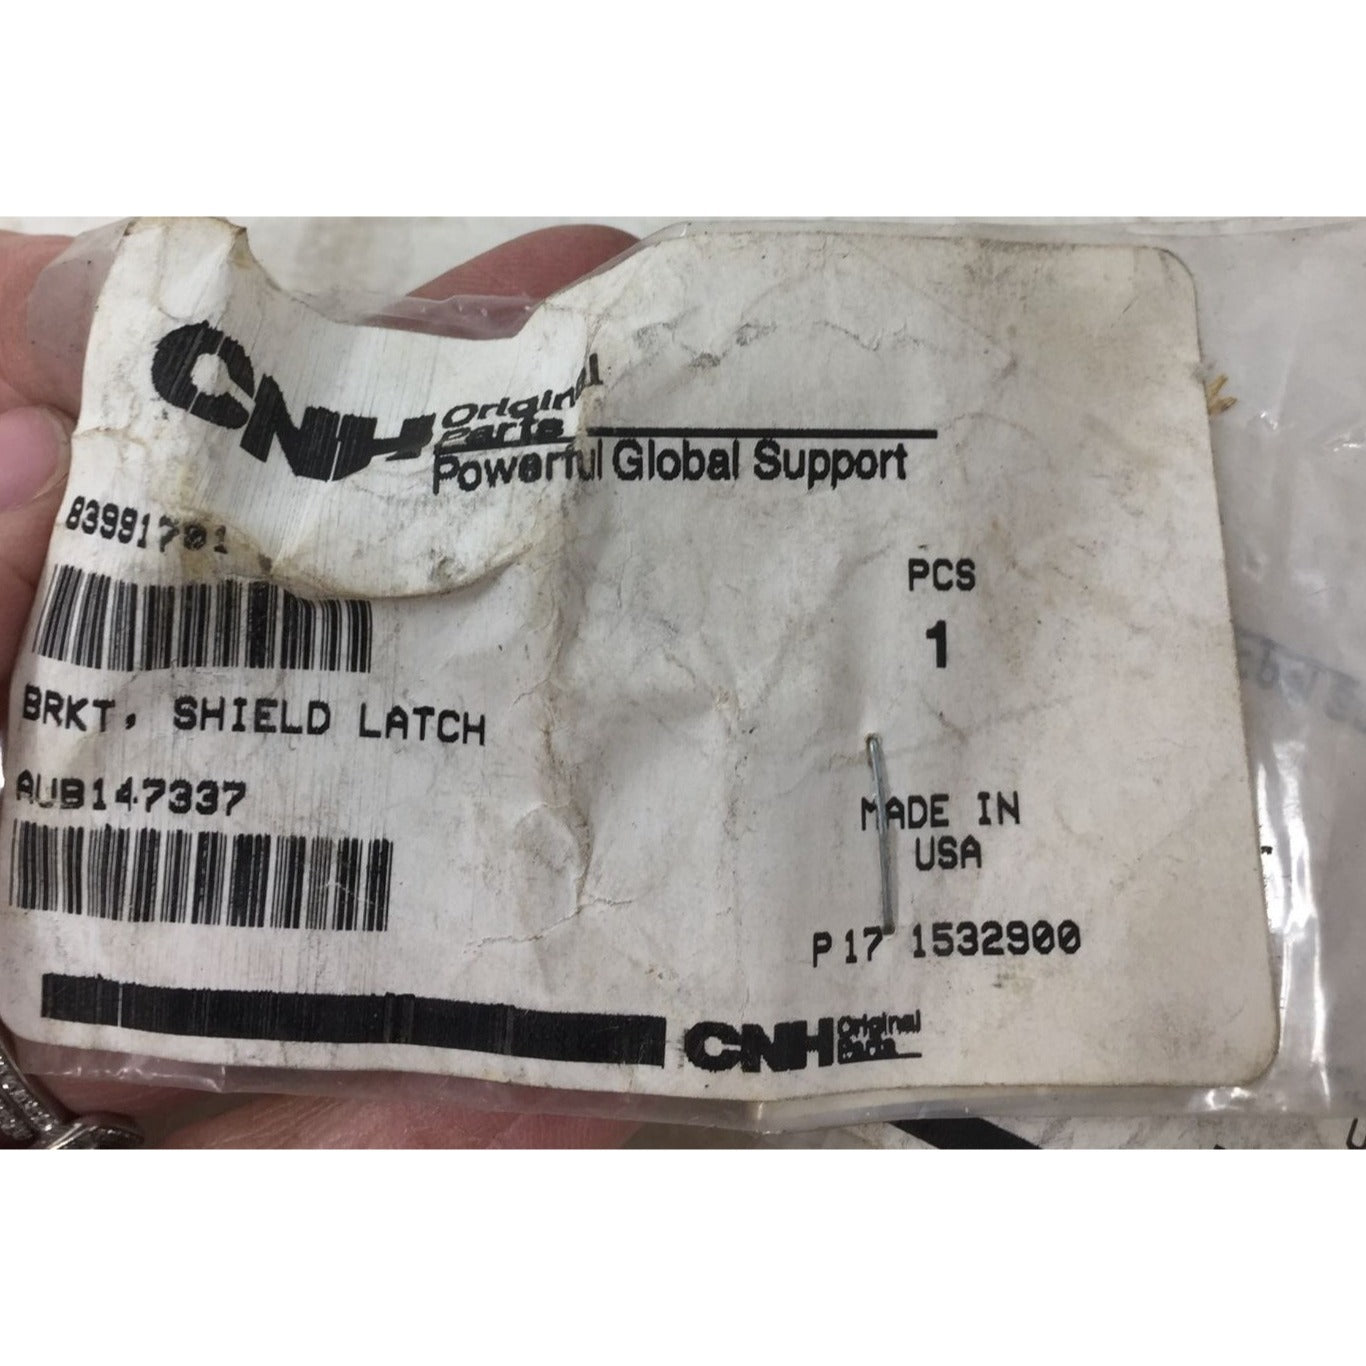 CNH Original
Parts
Powerful Global Support
83991701
PCS
1
BRKT, SHIELD LATCH
AUB147337
MADE IN
USA
P17 1532900
CNH Original
Parts